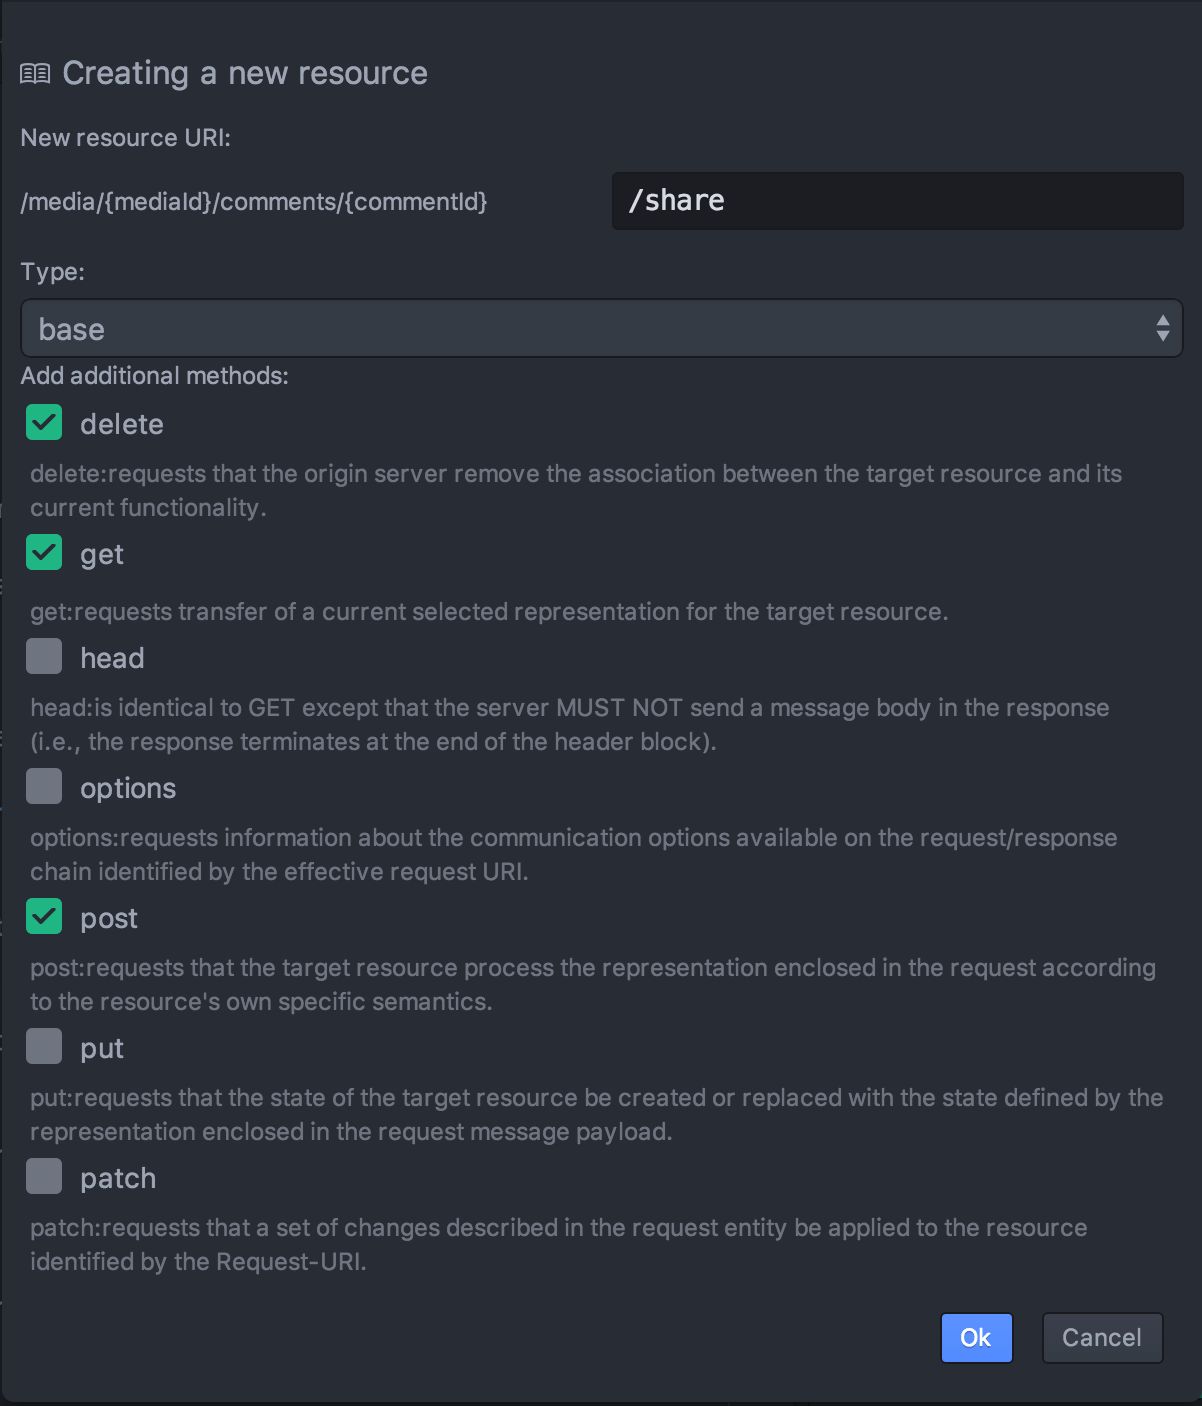 Creating a new resource
New resource URI:
/media/{mediaId}/comments/{commentId}
/share
Type:
base
Add additional methods:
delete
delete:requests that the origin server remove the association between the target resource and its
current functionality.
get
get:requests transfer of a current selected representation for the target resource.
head
head:is identical to GET except that the server MUST NOT send a message body in the response
(i.e., the response terminates at the end of the header block).
options
options:requests information about the communication options available on the request/response
chain identified by the effective request URI.
post
post:requests that the target resource process the representation enclosed in the request according
to the resource's own specific semantics.
put
put:requests that the state of the target resource be created or replaced with the state defined by the
representation enclosed in the request message payload.
patch
patch:requests that a set of changes described in the request entity be applied to the resource
identified by the Request-URI.
Ok
Cancel